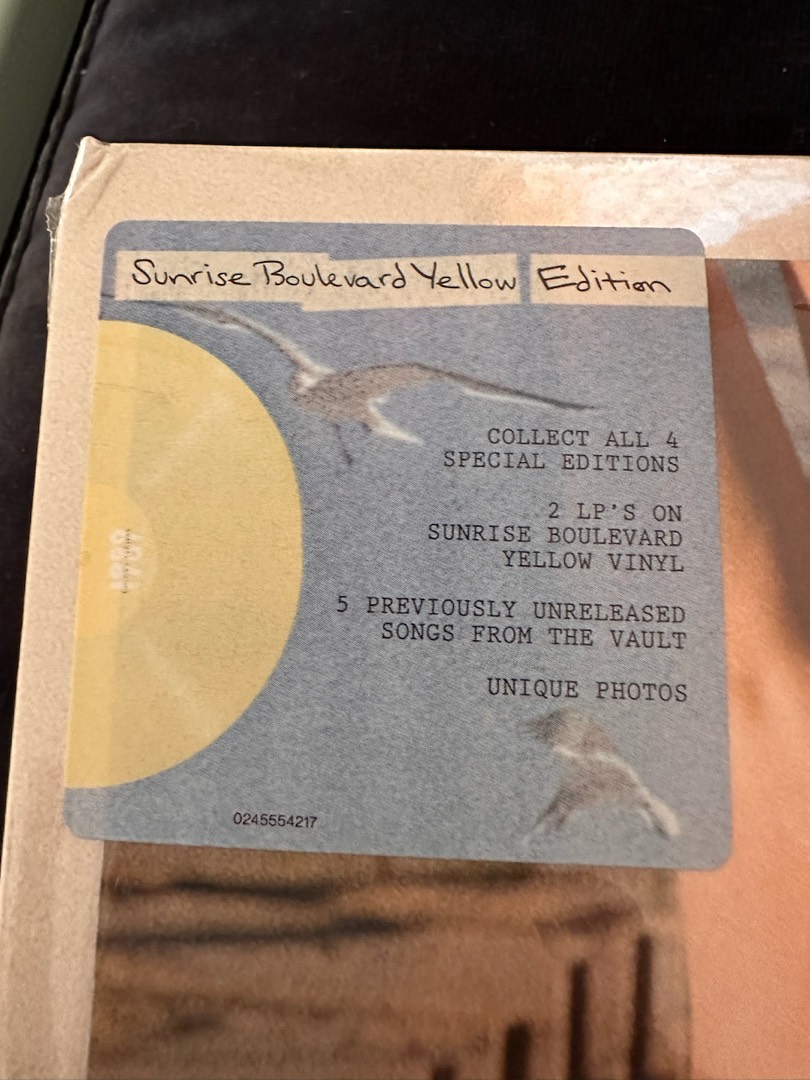 Sunrise Boulevard Yellow Edition
COLLECT ALL 4
SPECIAL EDITIONS
2 LP'S ON
SUNRISE BOULEVARD
YELLOW VINYL
5 PREVIOUSLY UNRELEASED
SONGS FROM THE VAULT
UNIQUE PHOTOS
0245554217